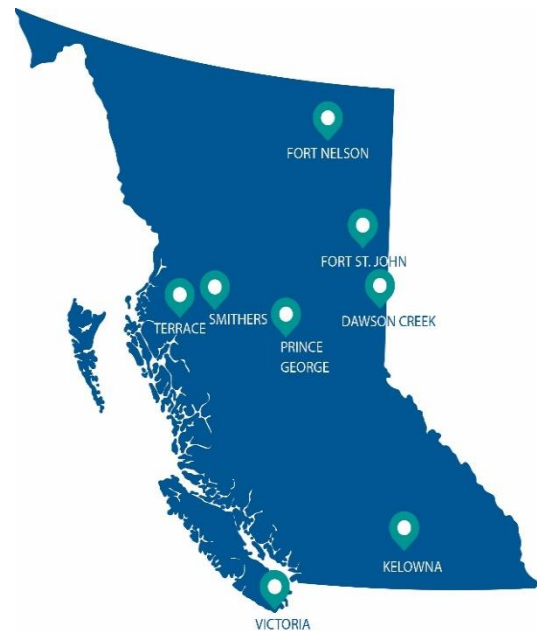 FORT NELSON
FORT ST. JOHN
TERRACE
SMITHERS
DAWSON CREEK
PRINCE
GEORGE
KELOWNA
VICTORIA